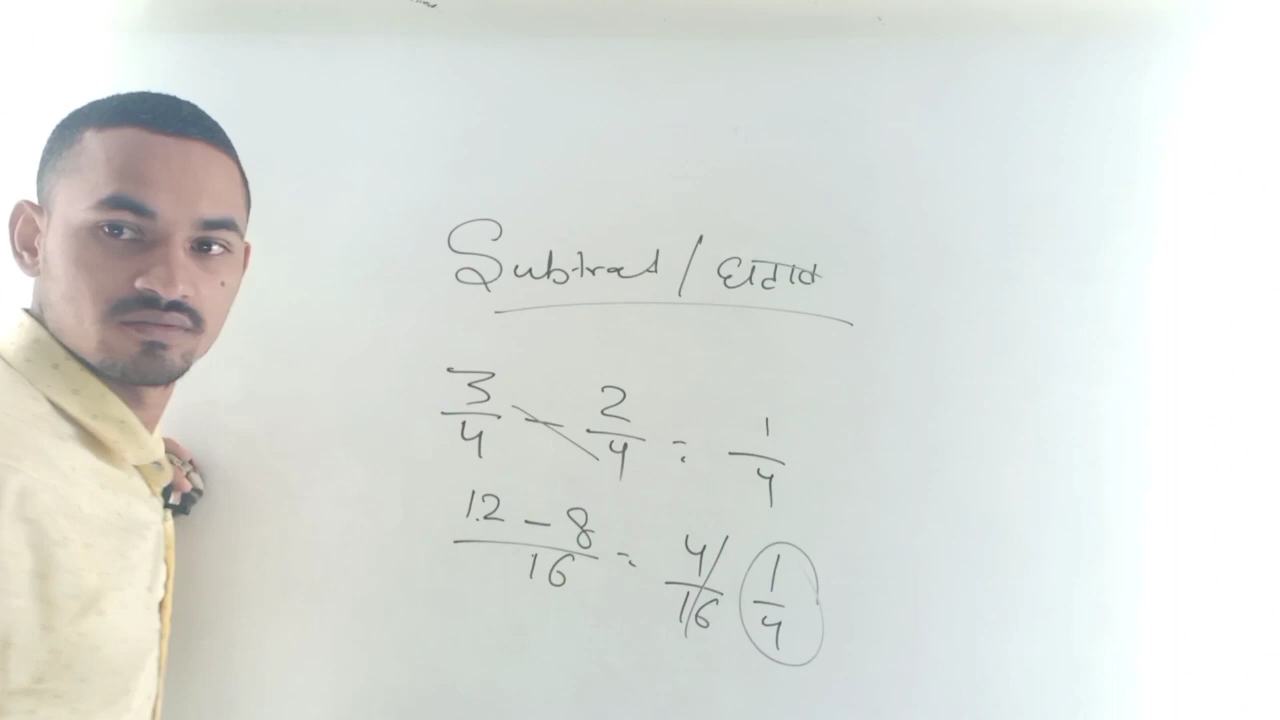 Subtract / घटाव
3/4 - 2/4 = 1/4
12 - 8/16 = 4/16 1/4